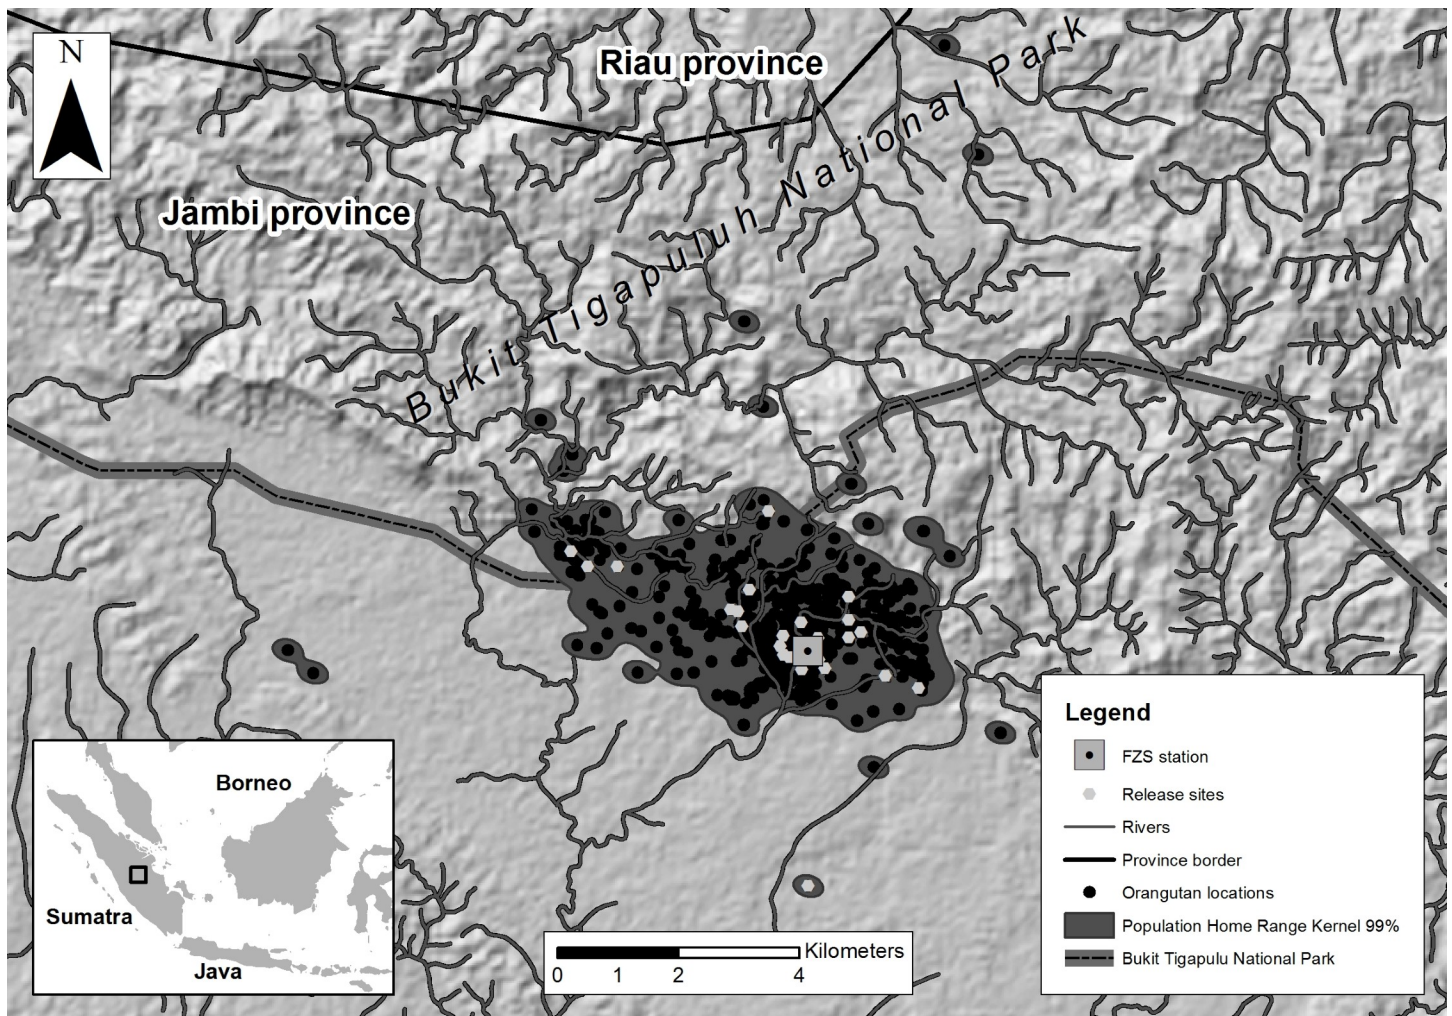 N
Riau province
Jambi province
Bukit Tigapuluh National Park
Legend
FZS station
Release sites
Rivers
Province border
Orangutan locations
Population Home Range Kernel 99%
Bukit Tigapulu National Park
Borneo
Sumatra
Java
Kilometers
0 1 2 4